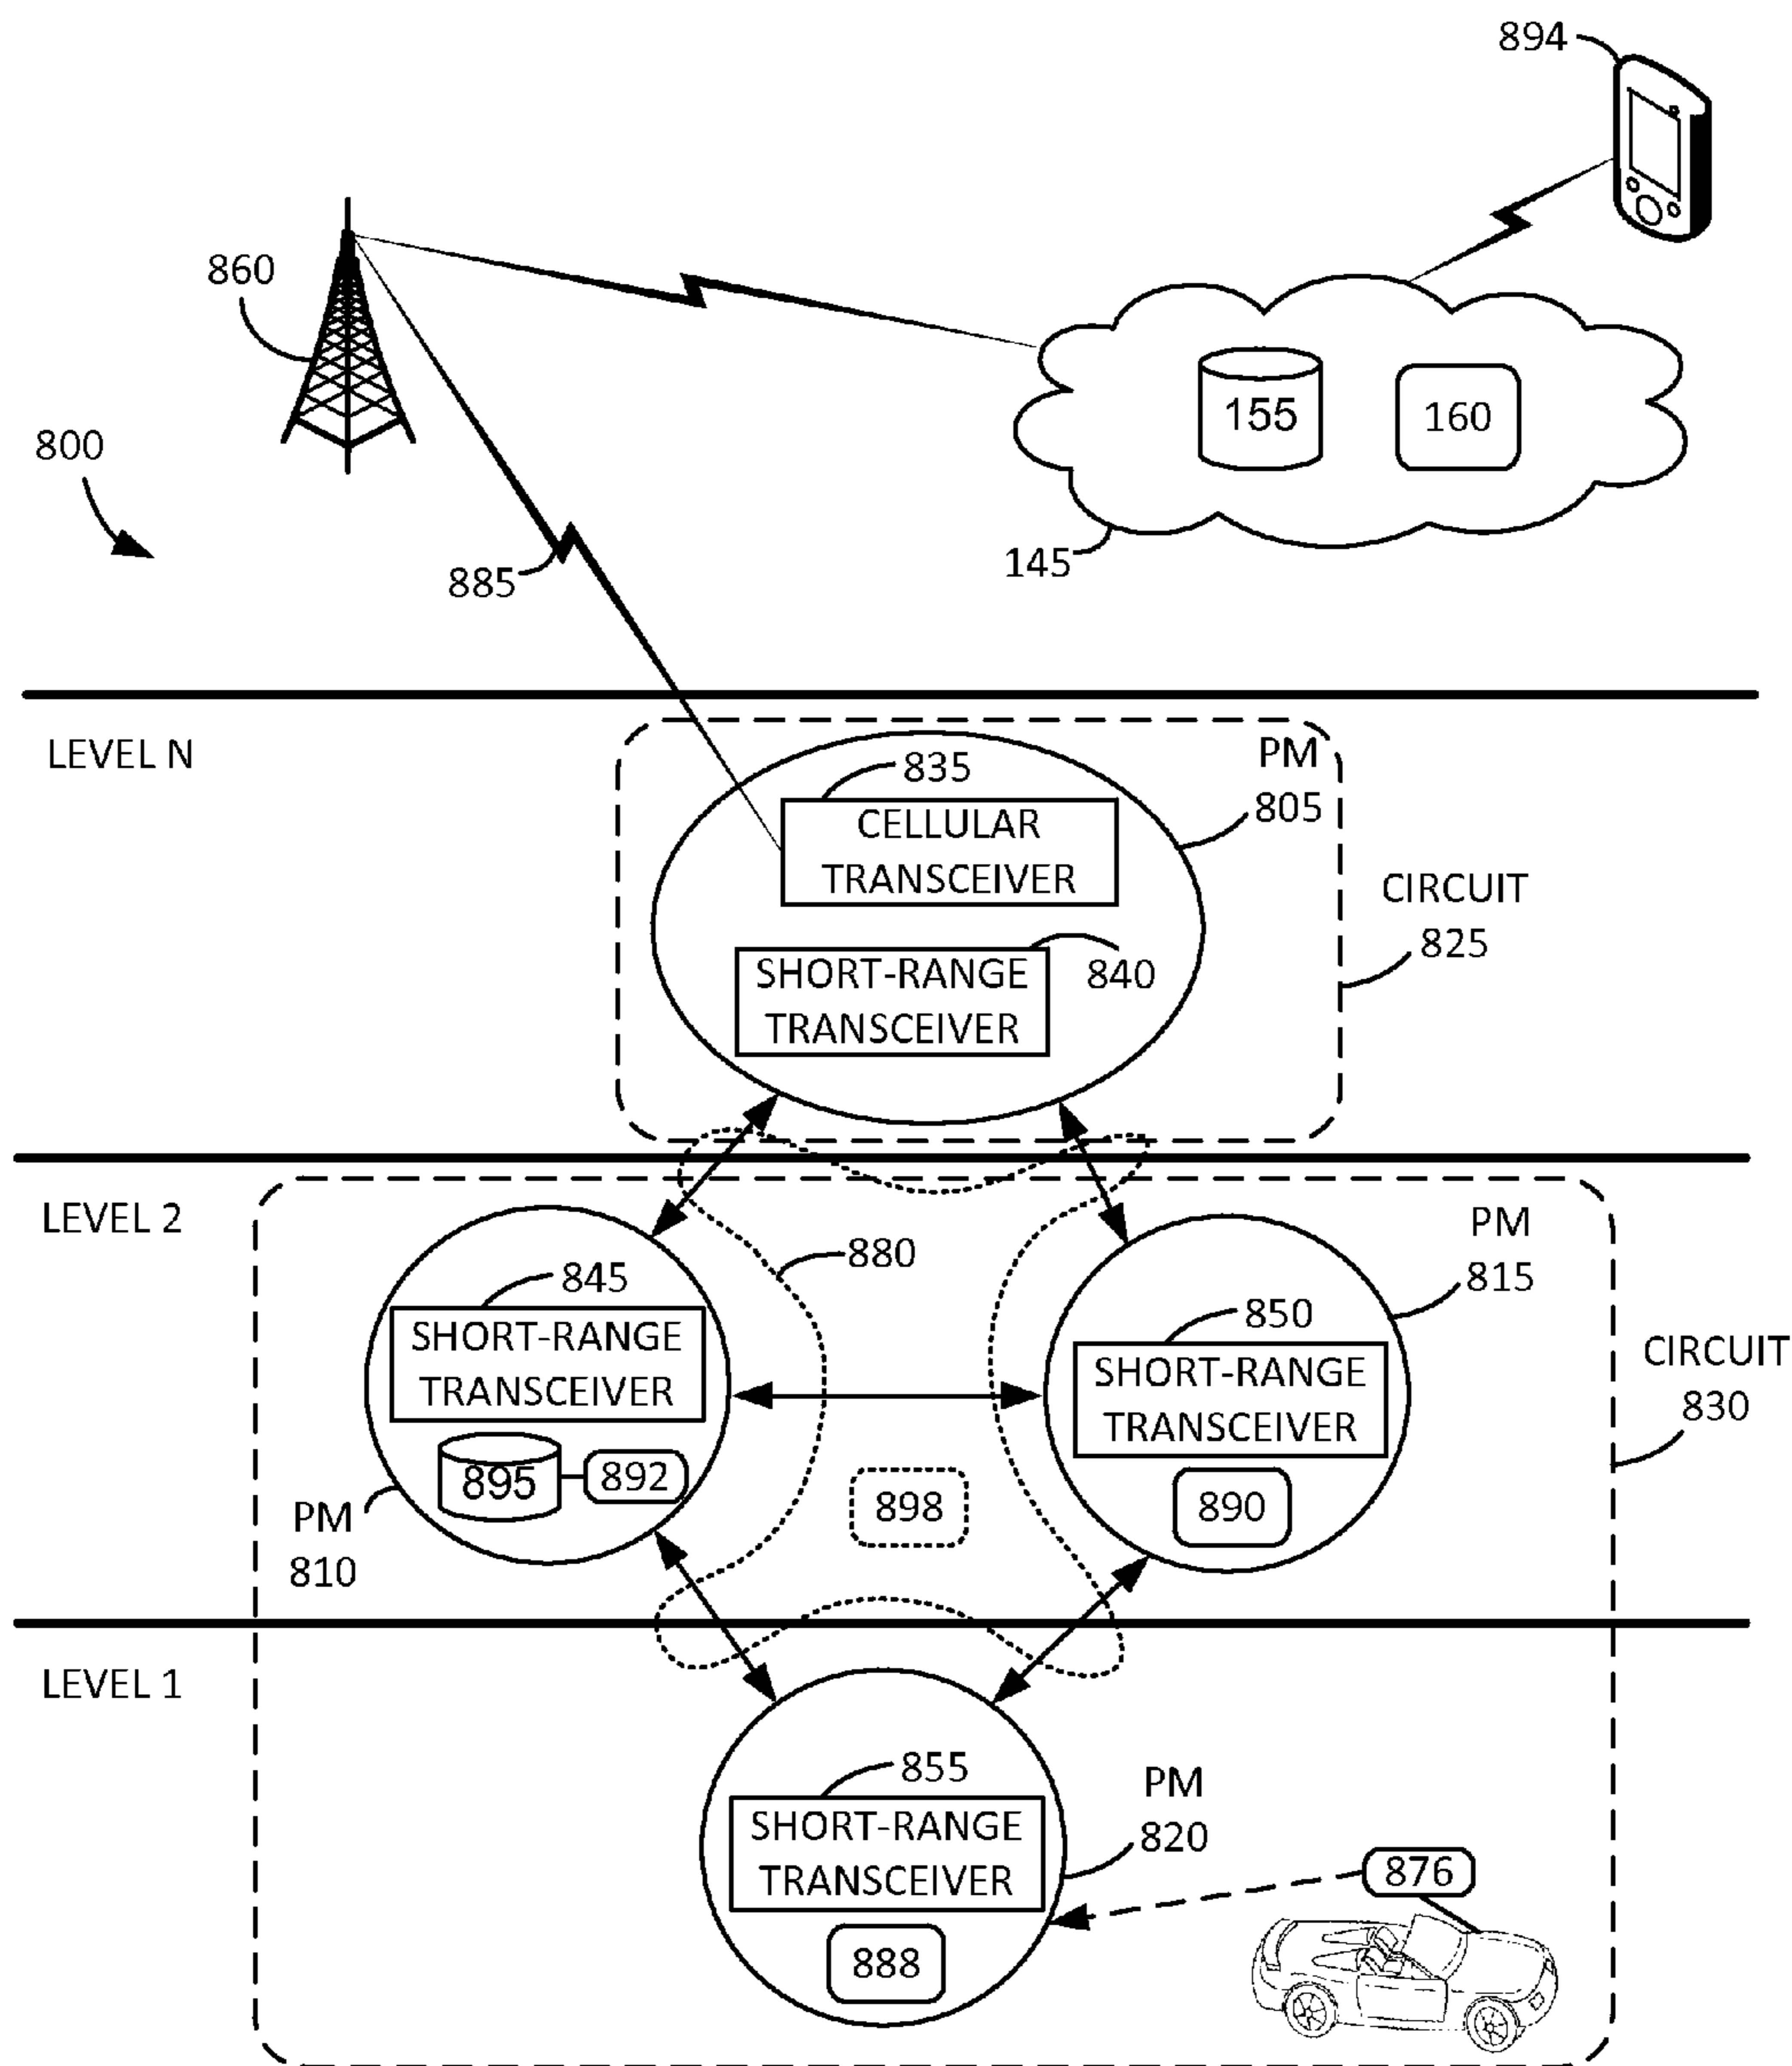 894
860
155
160
800
145
885
LEVEL N
PM
805
835
CELLULAR
TRANSCEIVER
CIRCUIT
825
SHORT-RANGE
TRANSCEIVER
840
LEVEL 2
PM
815
880
845
SHORT-RANGE
TRANSCEIVER
850
SHORT-RANGE
TRANSCEIVER
CIRCUIT
830
895
892
898
890
PM
810
LEVEL 1
855
SHORT-RANGE
TRANSCEIVER
PM
820
876
888